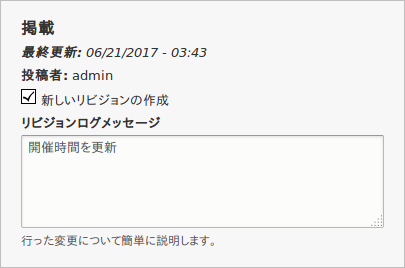 掲載
最終更新: 06/21/2017 - 03:43
投稿者: admin
新しいリビジョンの作成
リビジョンログメッセージ
開催時間を更新
行った変更について簡単に説明します。